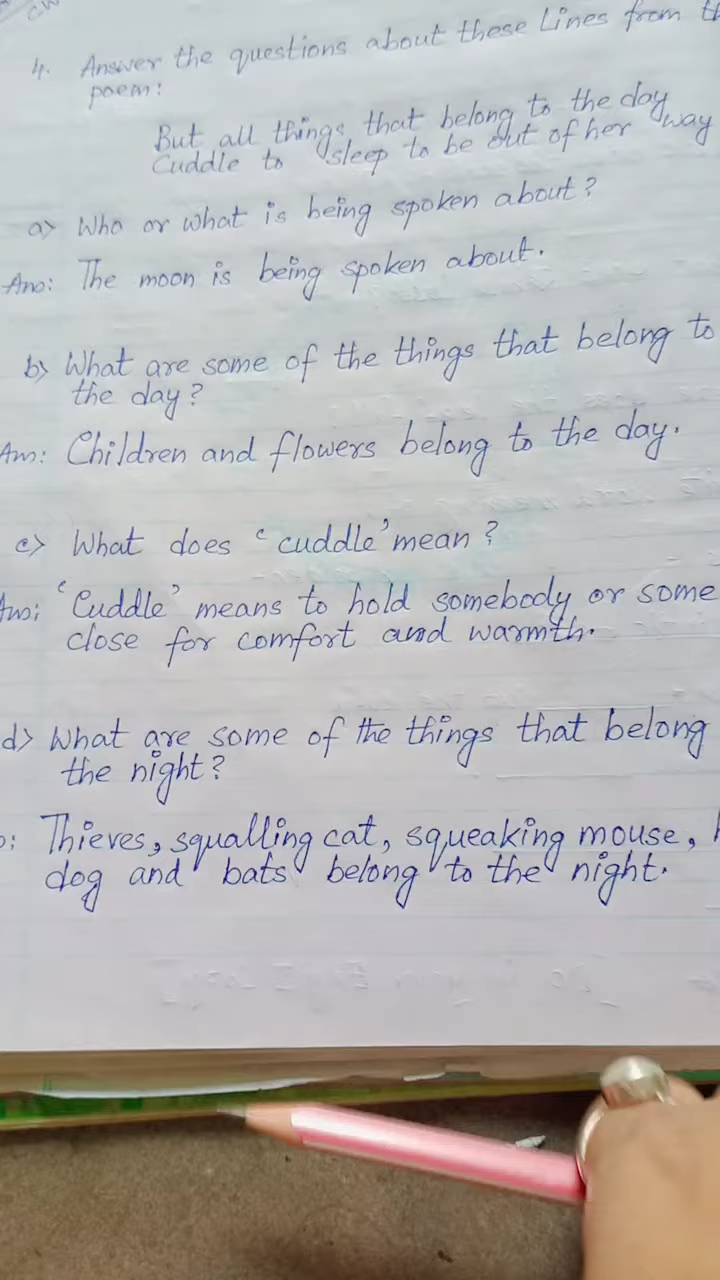 CW
4. Answer the questions about these Lines from th
poem:
But all things that belong to the day
Cuddle to sleep to be out of her way
a) Who or what is being spoken about?
Ans: The moon is being spoken about.
b) What are some of the things that belong to
the day?
Ans: Children and flowers belong to the day.
c) What does 'cuddle' mean?
Ans: 'Cuddle' means to hold somebody or some
close for comfort and warmth.
d) What are some of the things that belong
the night?
: Thieves, squalling cat, squeaking mouse,
dog and bats belong to the night.